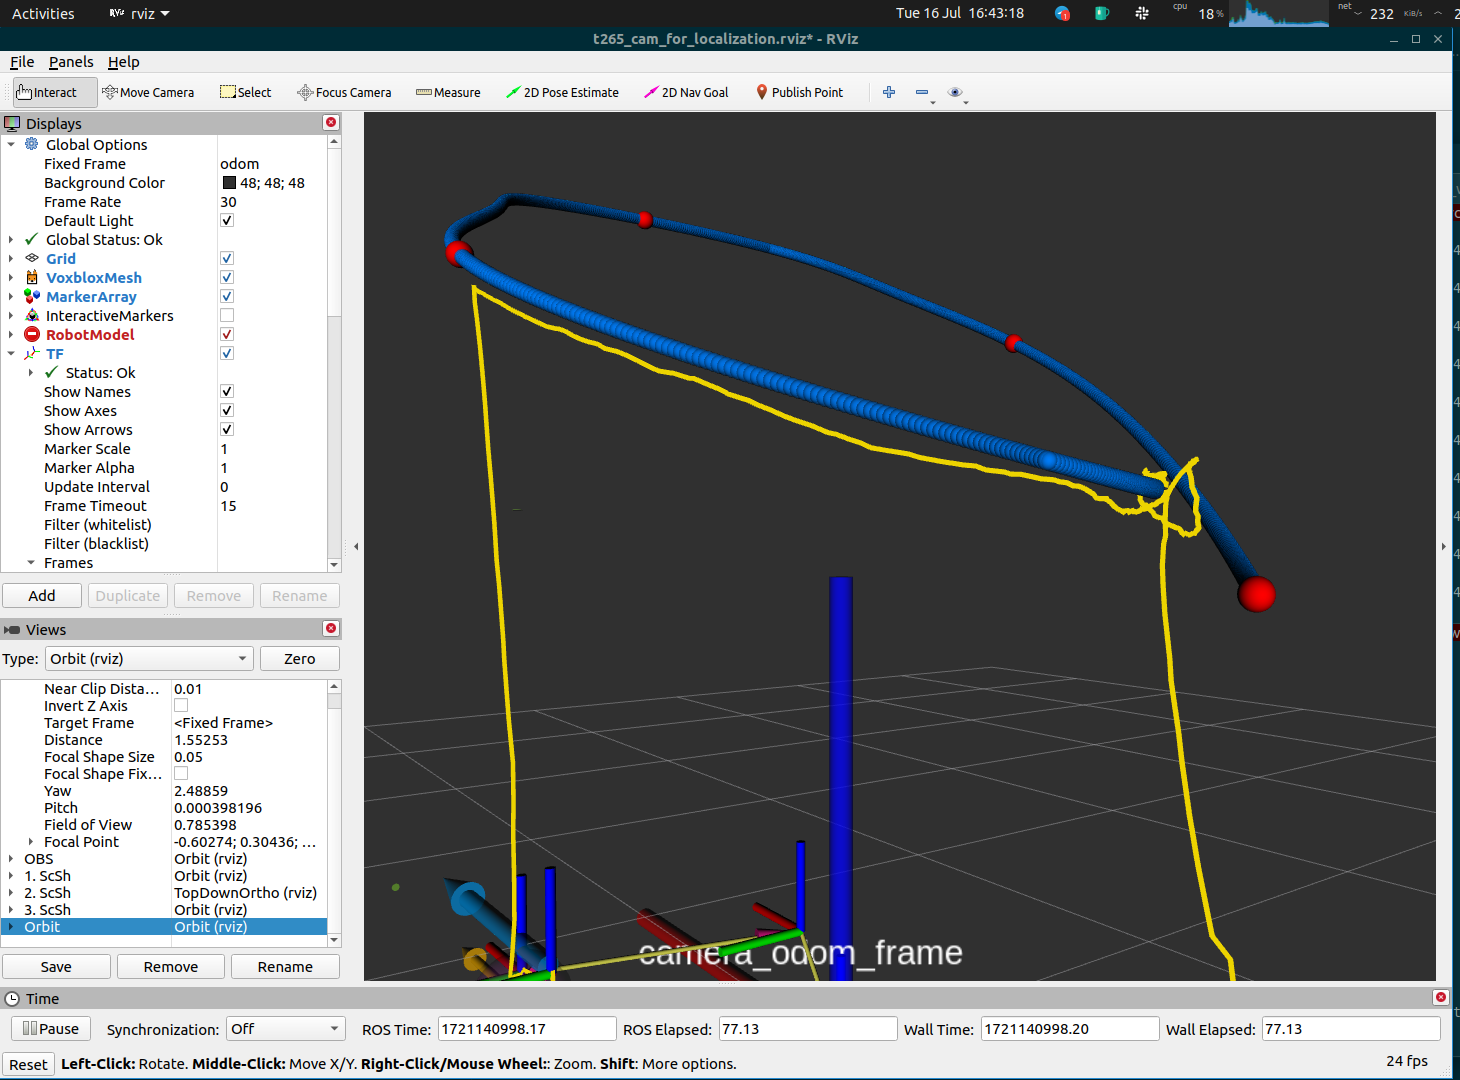 Activities RViz rviz Tue 16 Jul 16:43:18 cpu 18 % net 232 KiB/s
t265_cam_for_localization.rviz* - RViz
File Panels Help
Interact Move Camera Select Focus Camera Measure 2D Pose Estimate 2D Nav Goal Publish Point
Displays
Global Options
Fixed Frame odom
Background Color 48; 48; 48
Frame Rate 30
Default Light
Global Status: Ok
Grid
VoxbloxMesh
MarkerArray
InteractiveMarkers
RobotModel
TF
Status: Ok
Show Names
Show Axes
Show Arrows
Marker Scale 1
Marker Alpha 1
Update Interval 0
Frame Timeout 15
Filter (whitelist)
Filter (blacklist)
Frames
Add Duplicate Remove Rename
Views
Type: Orbit (rviz) Zero
Near Clip Dista... 0.01
Invert Z Axis
Target Frame <Fixed Frame>
Distance 1.55253
Focal Shape Size 0.05
Focal Shape Fix...
Yaw 2.48859
Pitch 0.000398196
Field of View 0.785398
Focal Point -0.60274; 0.30436; ...
OBS Orbit (rviz)
1. ScSh Orbit (rviz)
2. ScSh TopDownOrtho (rviz)
3. ScSh Orbit (rviz)
Orbit Orbit (rviz)
Save Remove Rename
camera_odom_frame
Time
Pause Synchronization: Off ROS Time: 1721140998.17 ROS Elapsed: 77.13 Wall Time: 1721140998.20 Wall Elapsed: 77.13
Reset Left-Click: Rotate. Middle-Click: Move X/Y. Right-Click/Mouse Wheel:: Zoom. Shift: More options. 24 fps